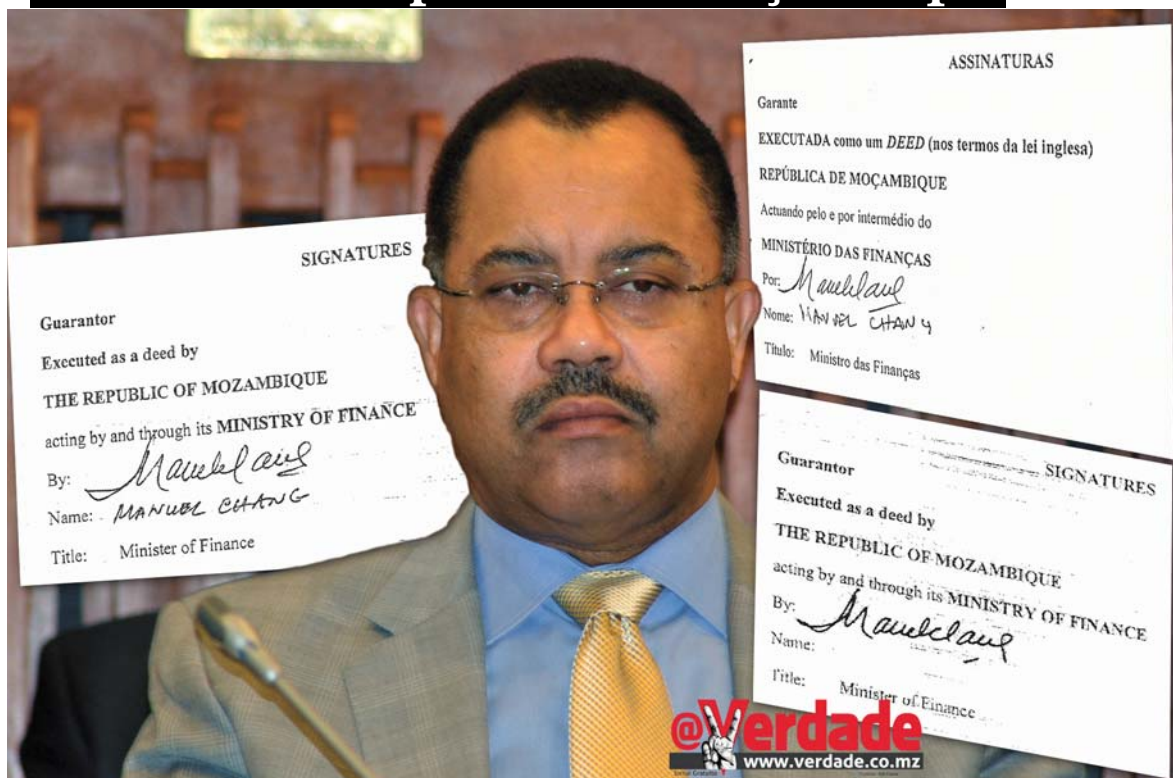 SIGNATURES
Guarantor
Executed as a deed by
THE REPUBLIC OF MOZAMBIQUE
acting by and through its MINISTRY OF FINANCE
By:
Name: MANUEL CHANG
Title: Minister of Finance
ASSINATURAS
Garante
EXECUTADA como um DEED (nos termos da lei inglesa)
REPÚBLICA DE MOÇAMBIQUE
Actuando pelo e por intermédio do
MINISTÉRIO DAS FINANÇAS
Por:
Nome: MANUEL CHANG
Título: Ministro das Finanças
SIGNATURES
Guarantor
Executed as a deed by
THE REPUBLIC OF MOZAMBIQUE
acting by and through its MINISTRY OF FINANCE
By:
Name:
Title: Minister of Finance
@Verdade
Jornal Gratuito
www.verdade.co.mz